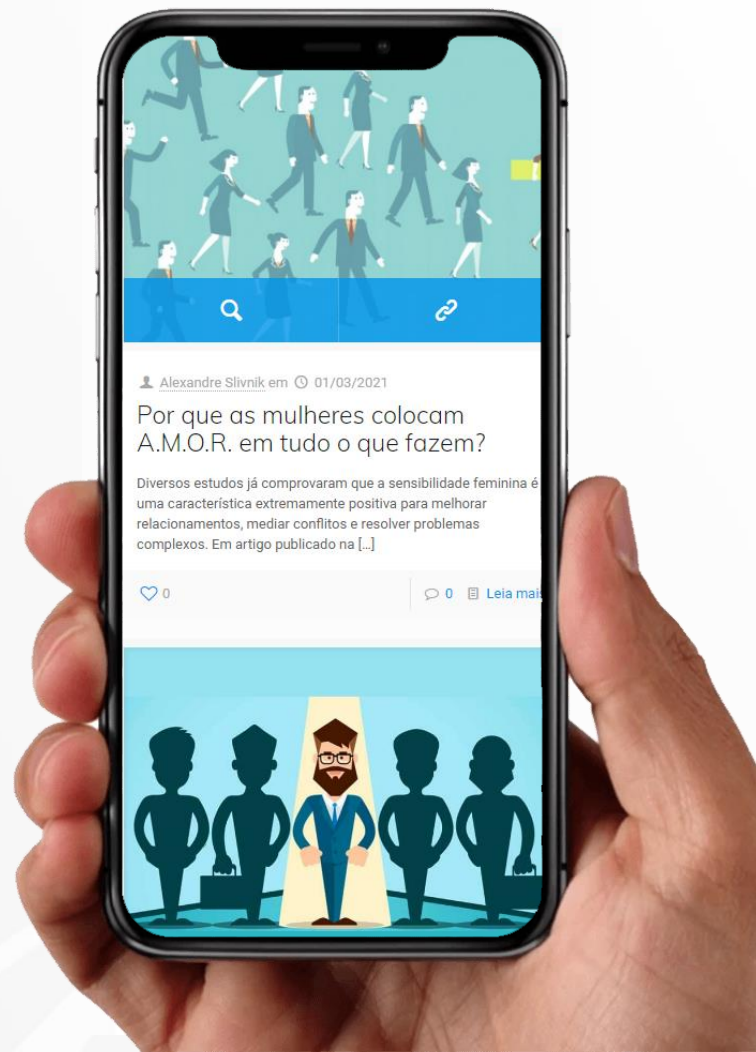 Alexandre Slivnik em 01/03/2021
Por que as mulheres colocam
A.M.O.R. em tudo o que fazem?
Diversos estudos já comprovaram que a sensibilidade feminina é
uma característica extremamente positiva para melhorar
relacionamentos, mediar conflitos e resolver problemas
complexos. Em artigo publicado na [...]
0
0 Leia mais